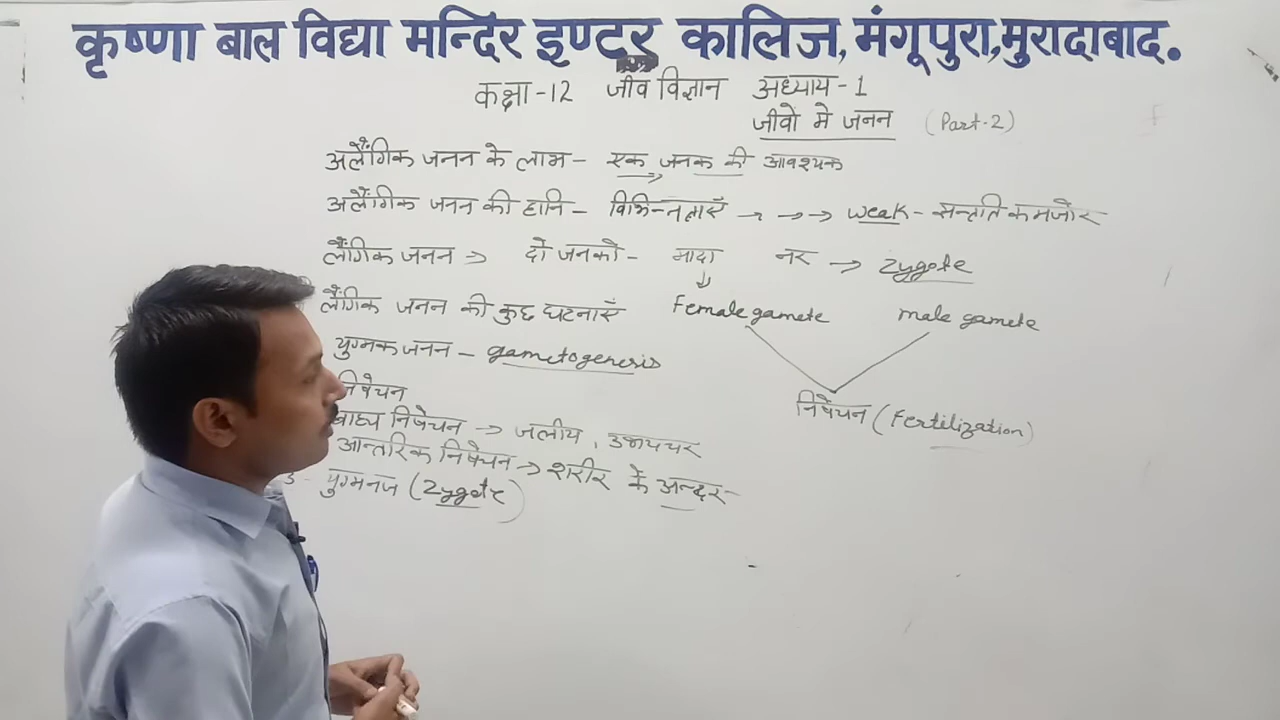 कृष्णा बाल विद्या मन्दिर इण्टर कालिज, मंगूपुरा,मुरादाबाद.
कक्षा-12 जीव विज्ञान अध्याय-1
जीवो मे जनन (Part-2)
अलैंगिक जनन के लाभ- एक जनक की आवश्यक
अलैंगिक जनन की हानि- विभिन्नताएँ → → → weak- सन्तति कमजोर
लैंगिक जनन ⇒ दो जनको- मादा नर → Zygote
लैंगिक जनन की कुछ घटनाएँ Female gamete male gamete
युग्मक जनन - gametogenesis
निषेचन
निषेचन (Fertilization)
बाह्य निषेचन → जलीय, उभयचर
आन्तरिक निषेचन → शरीर के अन्दर-
3- युग्मनज (Zygote)